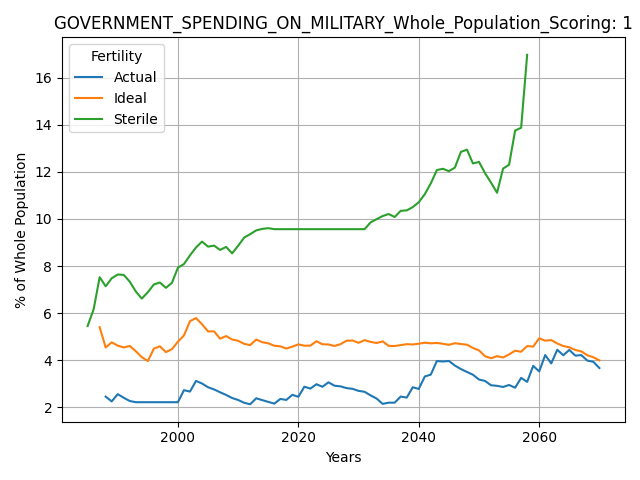 GOVERNMENT_SPENDING_ON_MILITARY_Whole_Population_Scoring: 1
Fertility
Actual
Ideal
Sterile
% of Whole Population
16
14
12
10
8
6
4
2
2000 2020 2040 2060
Years